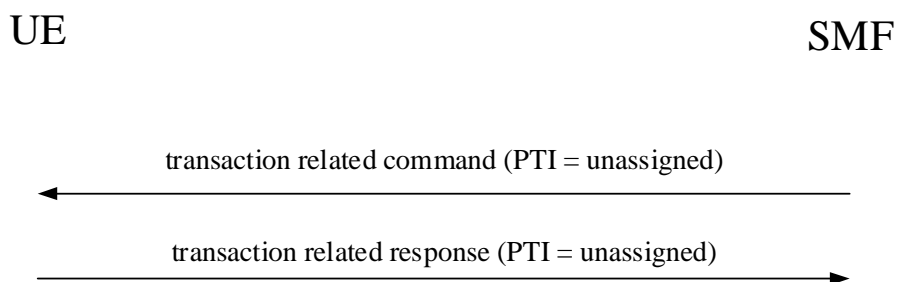 UE
SMF
transaction related command (PTI = unassigned)
transaction related response (PTI = unassigned)